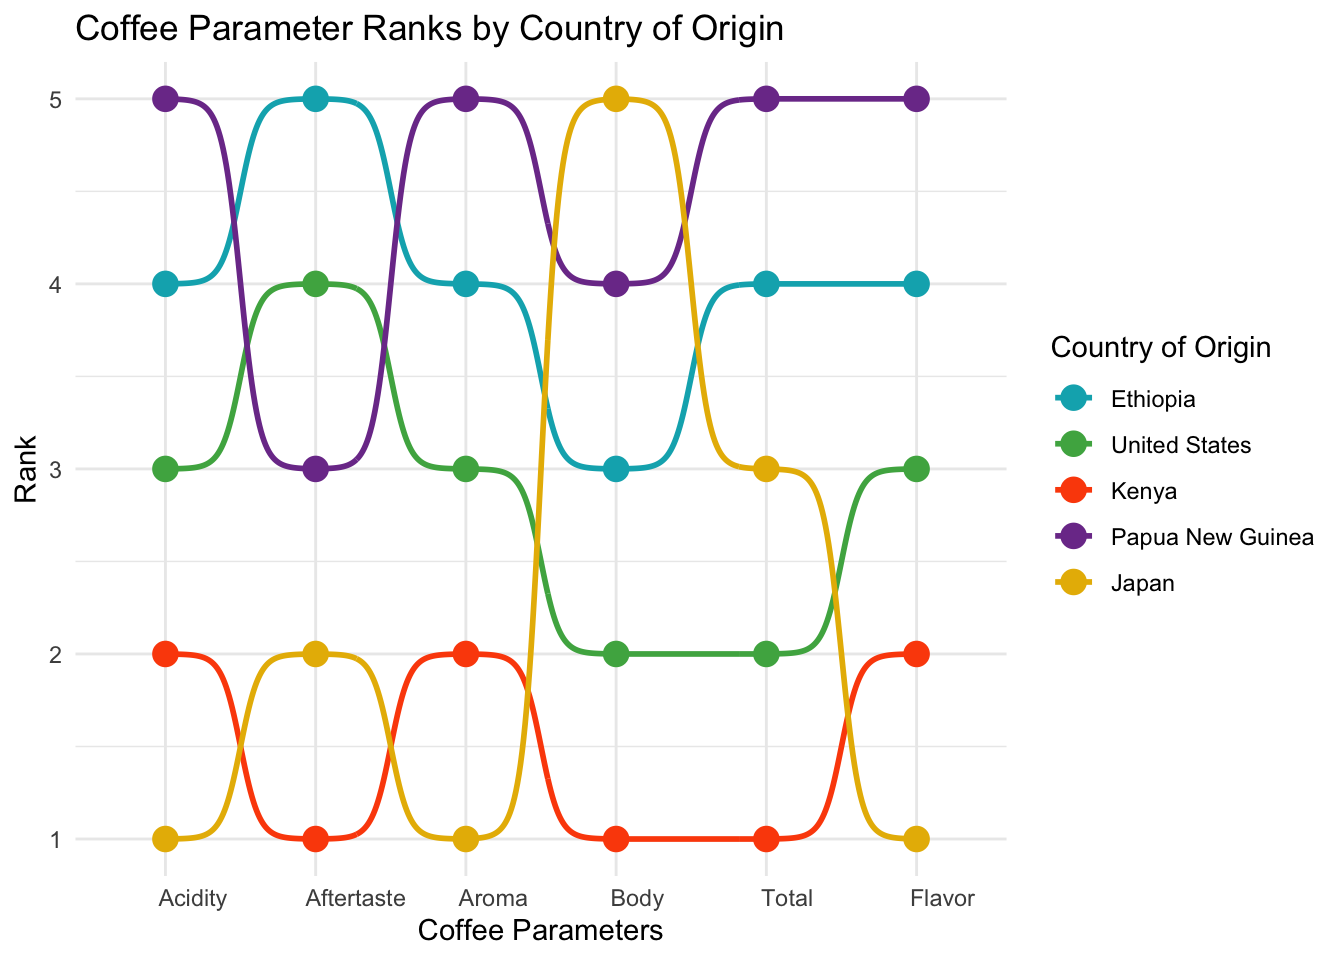 Coffee Parameter Ranks by Country of Origin
5
4
3
2
1
Rank
Acidity Aftertaste Aroma Body Total Flavor
Coffee Parameters
Country of Origin
Ethiopia
United States
Kenya
Papua New Guinea
Japan